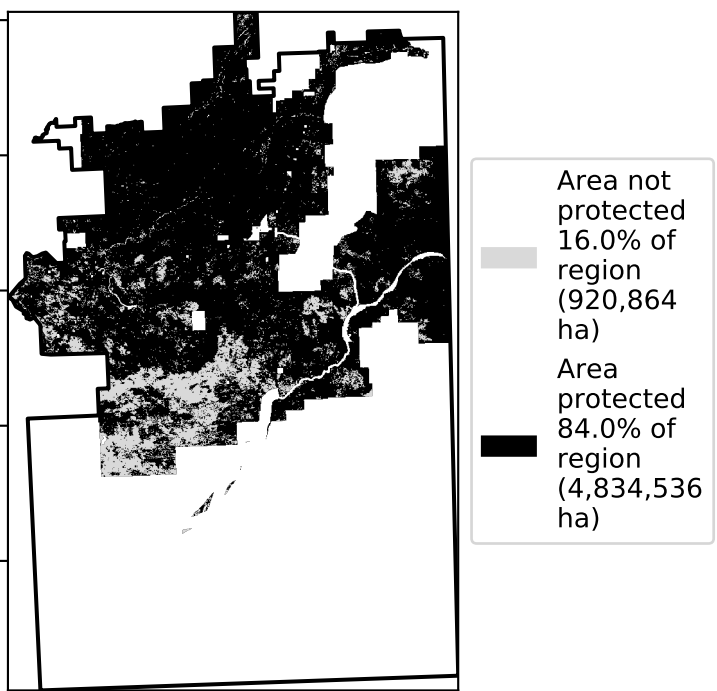 Area not
protected
16.0% of
region
(920,864
ha)
Area
protected
84.0% of
region
(4,834,536
ha)